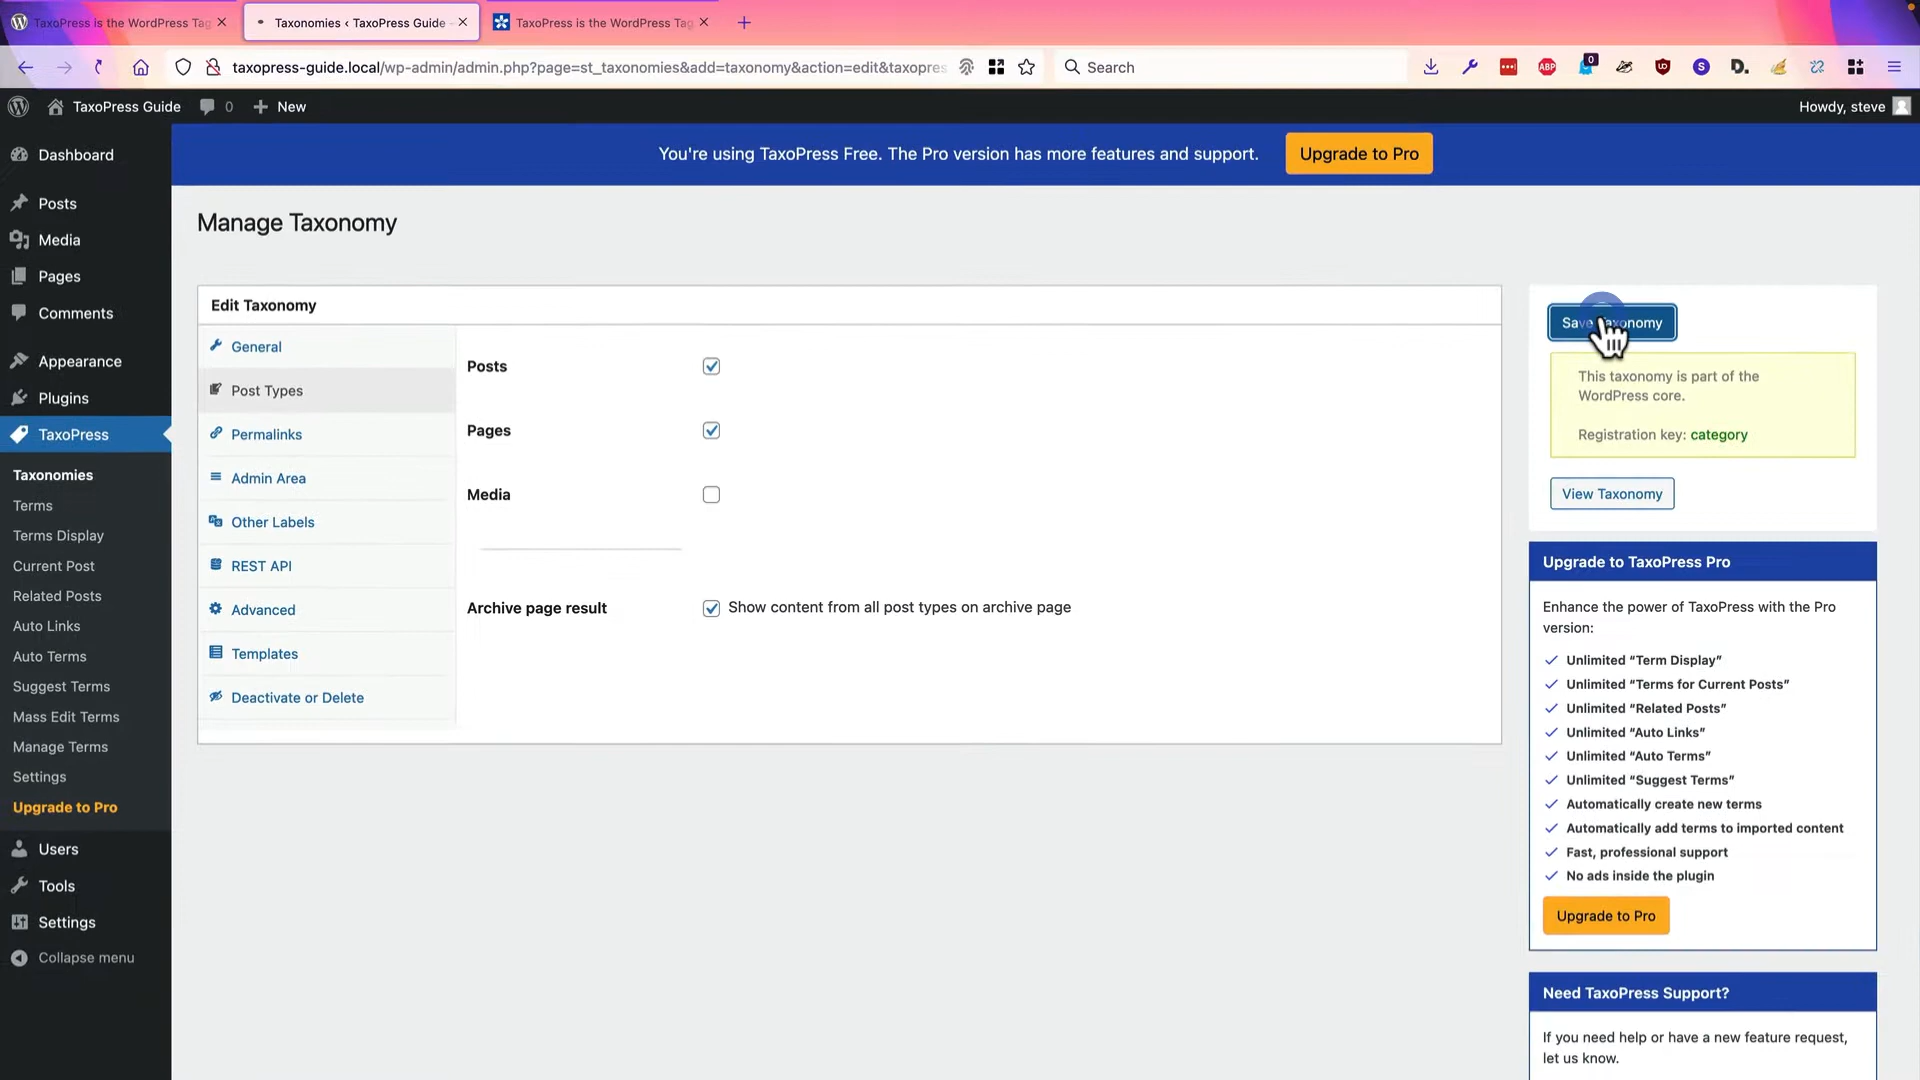 TaxoPress is the WordPress Tag
Taxonomies ‹ TaxoPress Guide
TaxoPress is the WordPress Tag
taxopress-guide.local/wp-admin/admin.php?page=st_taxonomies&add=taxonomy&action=edit&taxopres
Search
ABP
0
S
D.
TaxoPress Guide
0
New
Howdy, steve
Dashboard
Posts
Media
Pages
Comments
Appearance
Plugins
TaxoPress
Taxonomies
Terms
Terms Display
Current Post
Related Posts
Auto Links
Auto Terms
Suggest Terms
Mass Edit Terms
Manage Terms
Settings
Upgrade to Pro
Users
Tools
Settings
Collapse menu
You're using TaxoPress Free. The Pro version has more features and support.
Upgrade to Pro
Manage Taxonomy
Edit Taxonomy
General
Post Types
Permalinks
Admin Area
Other Labels
REST API
Advanced
Templates
Deactivate or Delete
Posts
Pages
Media
Archive page result
Show content from all post types on archive page
Save Taxonomy
This taxonomy is part of the
WordPress core.
Registration key: category
View Taxonomy
Upgrade to TaxoPress Pro
Enhance the power of TaxoPress with the Pro
version:
Unlimited “Term Display”
Unlimited “Terms for Current Posts”
Unlimited “Related Posts”
Unlimited “Auto Links”
Unlimited “Auto Terms”
Unlimited “Suggest Terms”
Automatically create new terms
Automatically add terms to imported content
Fast, professional support
No ads inside the plugin
Upgrade to Pro
Need TaxoPress Support?
If you need help or have a new feature request,
let us know.